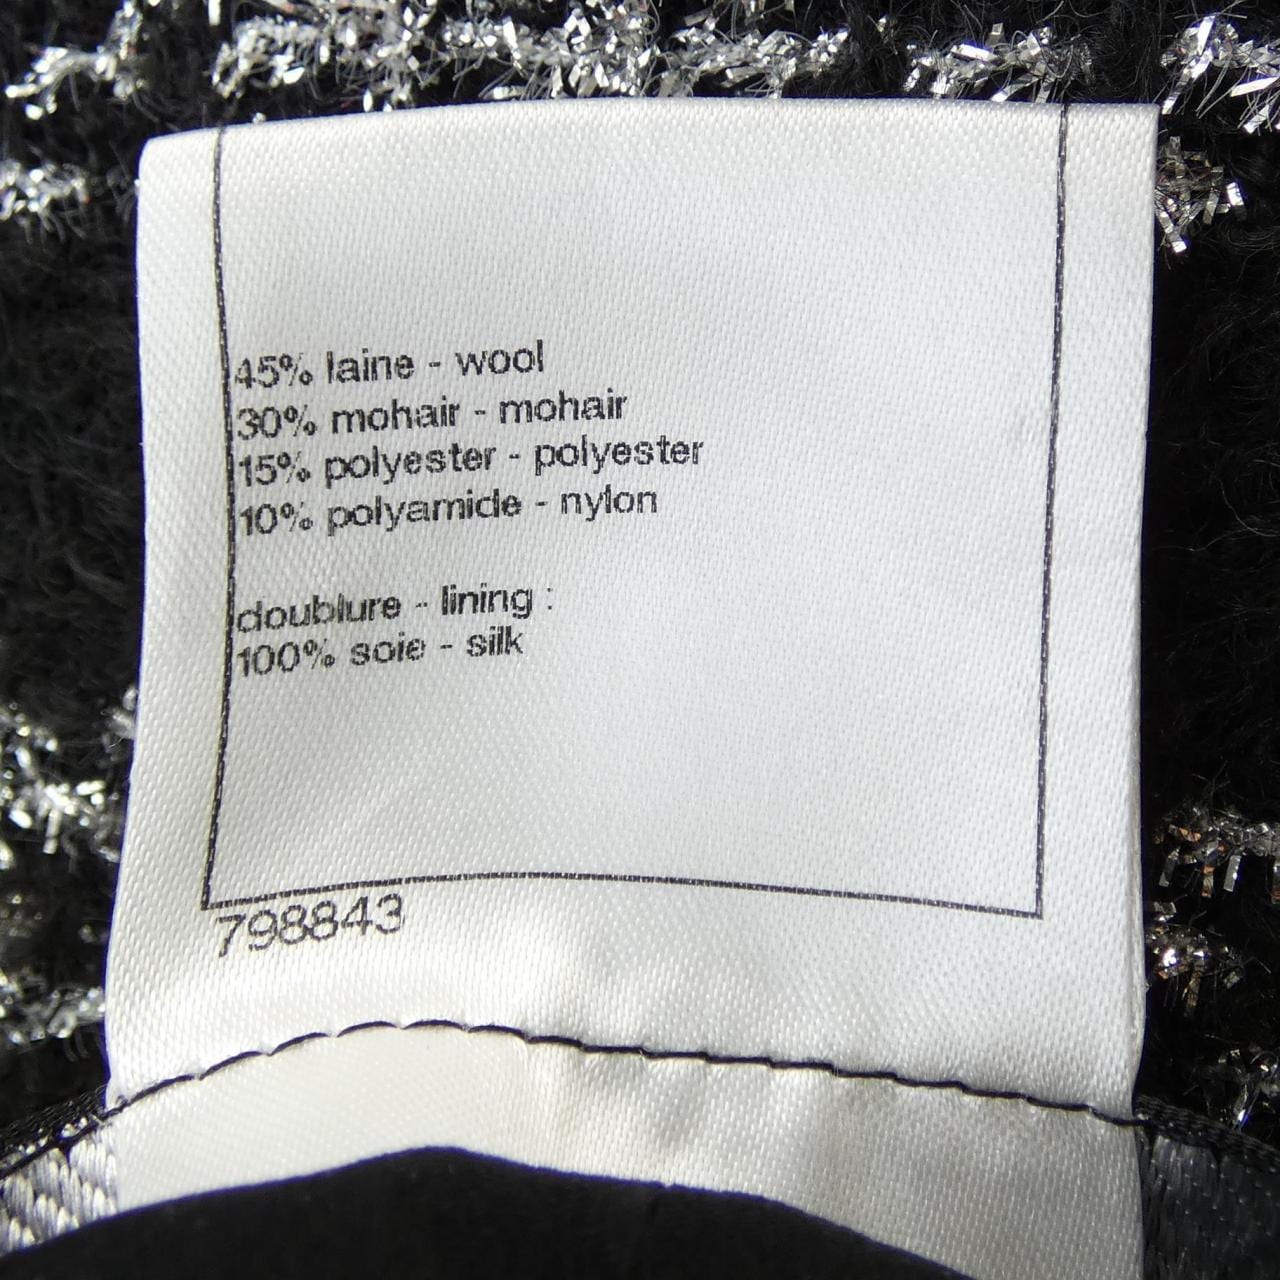 45% laine - wool
30% mohair - mohair
15% polyester - polyester
10% polyamide - nylon
doublure - lining :
100% soie - silk
798843